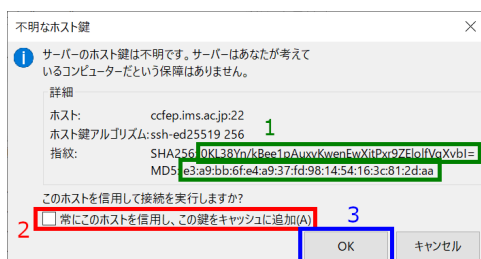 不明なホスト鍵
サーバーのホスト鍵は不明です。サーバーはあなたが考えて
いるコンピューターだという保障はありません。
詳細
ホスト: ccfep.ims.ac.jp:22
ホスト鍵アルゴリズム: ssh-ed25519 256
1
指紋: SHA256:0KL38Yn/kBee1pAuxyKwenEwXitPxr9ZElolfVgXvbI=
MD5:e3:a9:bb:6f:e4:a9:37:fd:98:14:54:16:3c:81:2d:aa
このホストを信用して接続を実行しますか?
2 常にこのホストを信用し、この鍵をキャッシュに追加(A)
3
OK キャンセル